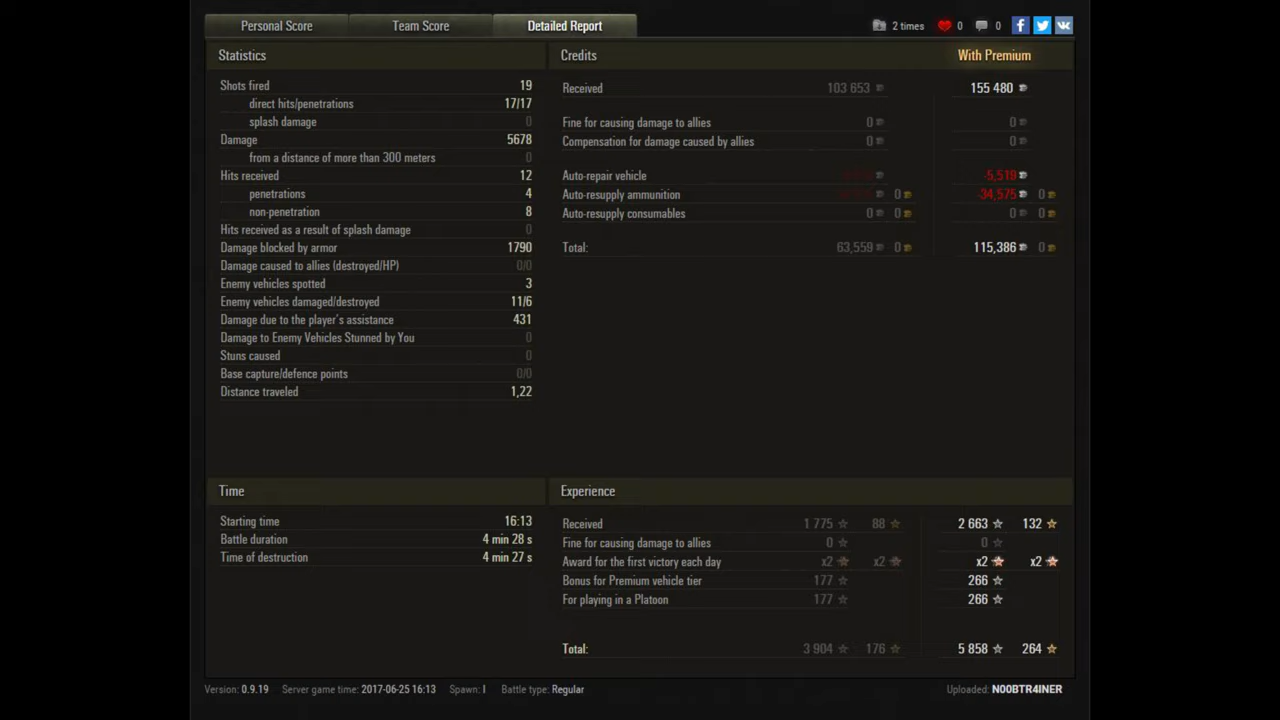 Personal Score Team Score Detailed Report 2 times 0 0
Statistics
Shots fired 19
direct hits/penetrations 17/17
splash damage 0
Damage 5678
from a distance of more than 300 meters 0
Hits received 12
penetrations 4
non-penetration 8
Hits received as a result of splash damage 0
Damage blocked by armor 1790
Damage caused to allies (destroyed/HP) 0/0
Enemy vehicles spotted 3
Enemy vehicles damaged/destroyed 11/6
Damage due to the player's assistance 431
Damage to Enemy Vehicles Stunned by You 0
Stuns caused 0
Base capture/defence points 0/0
Distance traveled 1,22
Credits With Premium
Received 103 653 155 480
Fine for causing damage to allies 0 0
Compensation for damage caused by allies 0 0
Auto-repair vehicle -5,519
Auto-resupply ammunition 0 -34,575 0
Auto-resupply consumables 0 0 0 0
Total: 63,559 0 115,386 0
Time
Starting time 16:13
Battle duration 4 min 28 s
Time of destruction 4 min 27 s
Experience
Received 1 775 88 2 663 132
Fine for causing damage to allies 0 0
Award for the first victory each day x2 x2 x2 x2
Bonus for Premium vehicle tier 177 266
For playing in a Platoon 177 266
Total: 3 904 176 5 858 264
Version: 0.9.19 Server game time: 2017-06-25 16:13 Spawn: I Battle type: Regular Uploaded: N00BTR4INER